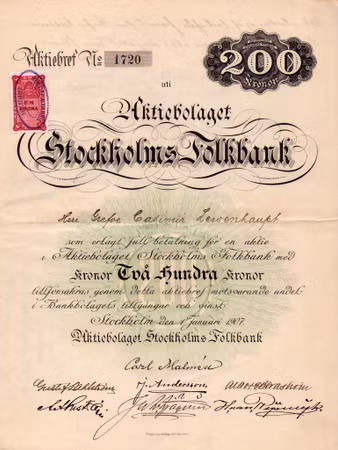 Aktiebref No 1720
200
Kronor
uti
Aktiebolaget
Stockholms Folkbank
Herr Grefve Casimir Lewenhaupt
som erlagt full betalning för en aktie
i Aktiebolaget Stockholms Folkbank med
Kronor Två Hundra Kronor
tillförsäkras genom detta aktiebref motsvarande andel
i Bankbolagets tillgångar och vinst.
Stockholm den 1 Januari 1907.
Aktiebolaget Stockholms Folkbank
Carl Malmén
J. Andersson